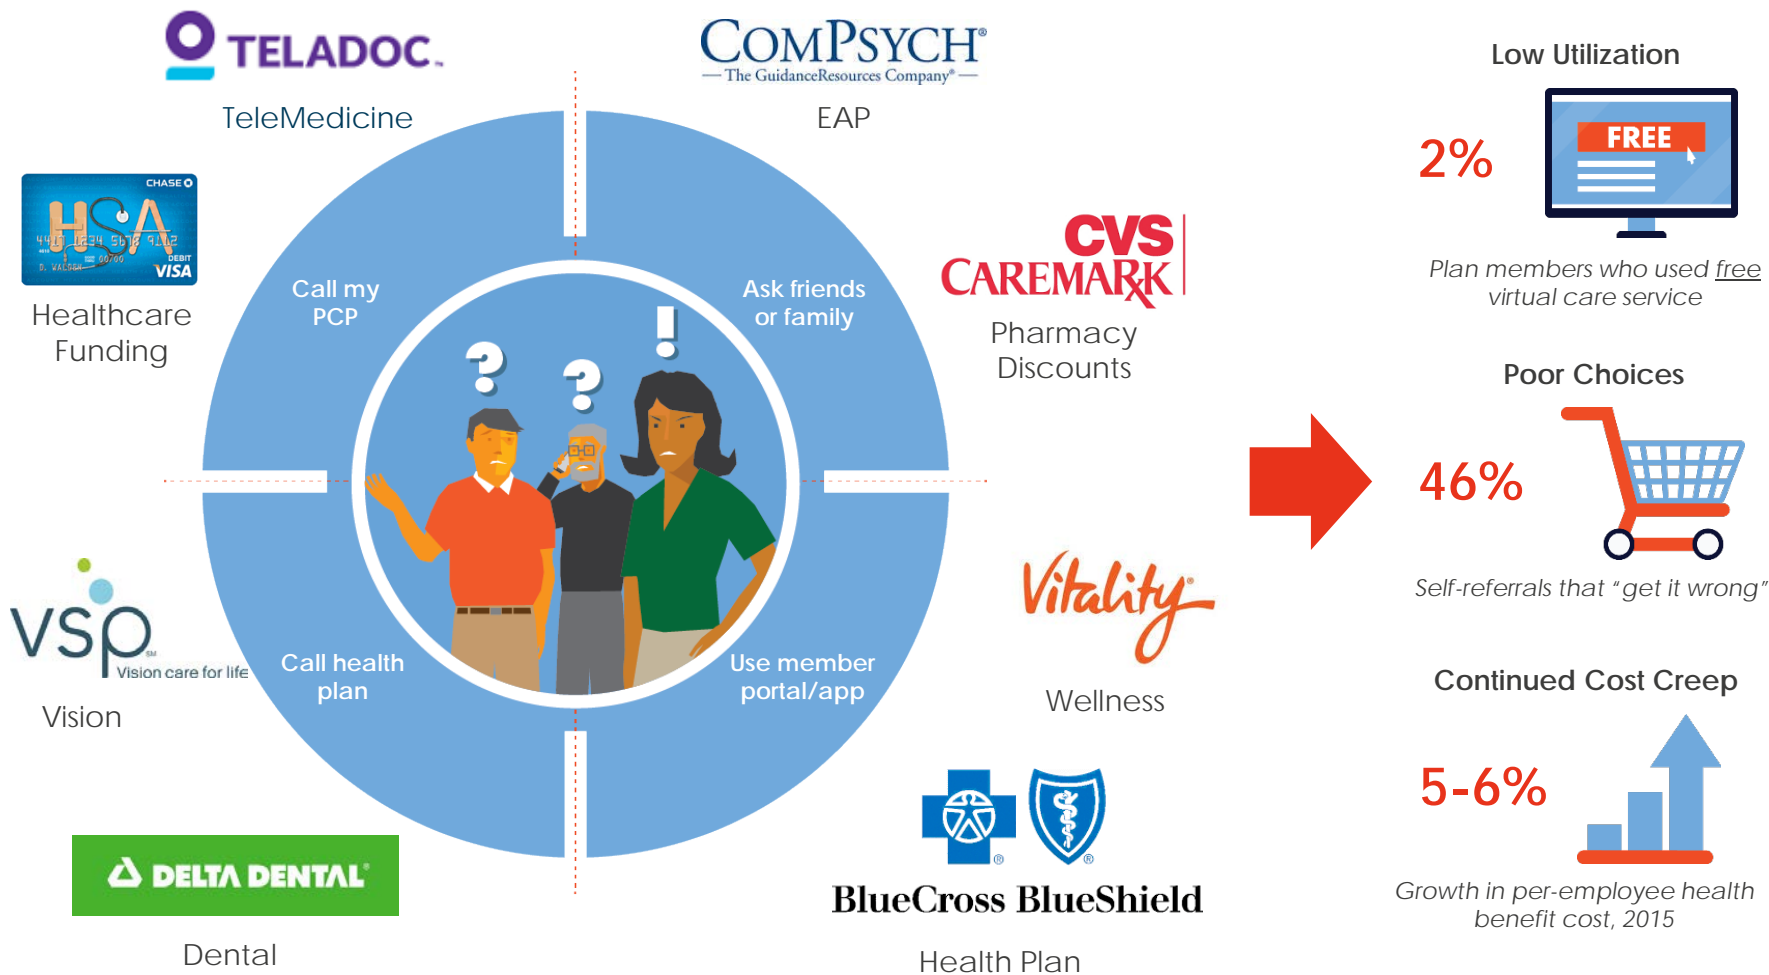 TELADOC™
TeleMedicine
COMPSYCH®
The GuidanceResources Company®
EAP
CHASE
HSA
DEBIT
VISA
Healthcare
Funding
Call my
PCP
Ask friends
or family
CVS
CAREMARK
Pharmacy
Discounts
?
?
!
vsp
SM
Vision care for life
Vision
Call health
plan
Use member
portal/app
Vitality®
Wellness
DELTA DENTAL®
Dental
®
®
BlueCross BlueShield
Health Plan
Low Utilization
2%
FREE
Plan members who used free
virtual care service
Poor Choices
46%
Self-referrals that “get it wrong”
Continued Cost Creep
5-6%
Growth in per-employee health
benefit cost, 2015